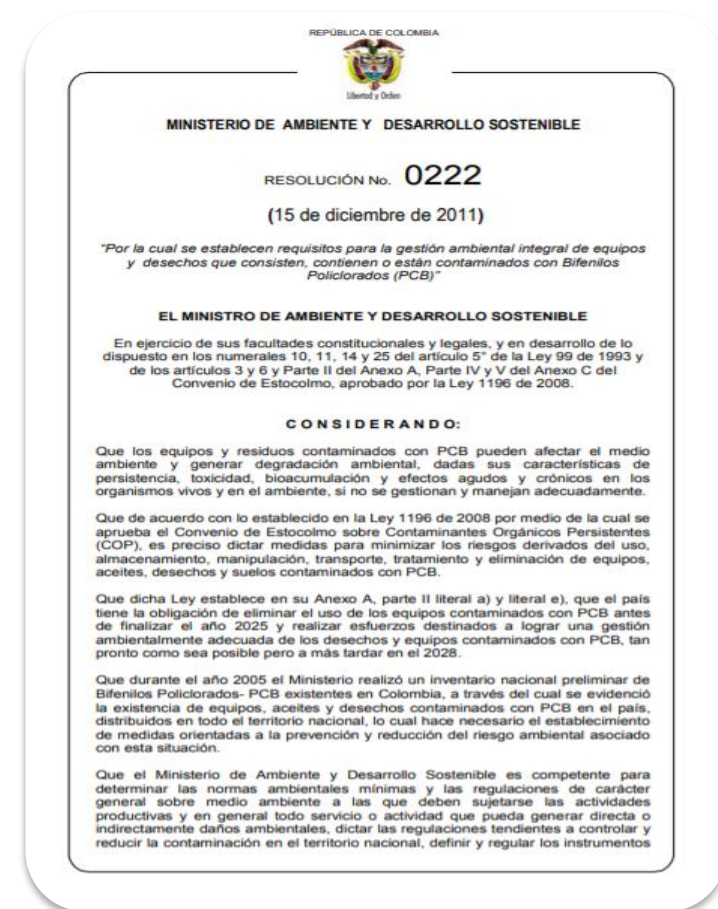 REPÚBLICA DE COLOMBIA
Libertad y Orden
MINISTERIO DE AMBIENTE Y DESARROLLO SOSTENIBLE
RESOLUCIÓN No. 0222
(15 de diciembre de 2011)
"Por la cual se establecen requisitos para la gestión ambiental integral de equipos
y desechos que consisten, contienen o están contaminados con Bifenilos
Policlorados (PCB)"
EL MINISTRO DE AMBIENTE Y DESARROLLO SOSTENIBLE
En ejercicio de sus facultades constitucionales y legales, y en desarrollo de lo
dispuesto en los numerales 10, 11, 14 y 25 del artículo 5° de la Ley 99 de 1993 y
de los artículos 3 y 6 y Parte II del Anexo A, Parte IV y V del Anexo C del
Convenio de Estocolmo, aprobado por la Ley 1196 de 2008.
C O N S I D E R A N D O:
Que los equipos y residuos contaminados con PCB pueden afectar el medio
ambiente y generar degradación ambiental, dadas sus características de
persistencia, toxicidad, bioacumulación y efectos agudos y crónicos en los
organismos vivos y en el ambiente, si no se gestionan y manejan adecuadamente.
Que de acuerdo con lo establecido en la Ley 1196 de 2008 por medio de la cual se
aprueba el Convenio de Estocolmo sobre Contaminantes Orgánicos Persistentes
(COP), es preciso dictar medidas para minimizar los riesgos derivados del uso,
almacenamiento, manipulación, transporte, tratamiento y eliminación de equipos,
aceites, desechos y suelos contaminados con PCB.
Que dicha Ley establece en su Anexo A, parte II literal a) y literal e), que el país
tiene la obligación de eliminar el uso de los equipos contaminados con PCB antes
de finalizar el año 2025 y realizar esfuerzos destinados a lograr una gestión
ambientalmente adecuada de los desechos y equipos contaminados con PCB, tan
pronto como sea posible pero a más tardar en el 2028.
Que durante el año 2005 el Ministerio realizó un inventario nacional preliminar de
Bifenilos Policlorados- PCB existentes en Colombia, a través del cual se evidenció
la existencia de equipos, aceites y desechos contaminados con PCB en el país,
distribuidos en todo el territorio nacional, lo cual hace necesario el establecimiento
de medidas orientadas a la prevención y reducción del riesgo ambiental asociado
con esta situación.
Que el Ministerio de Ambiente y Desarrollo Sostenible es competente para
determinar las normas ambientales mínimas y las regulaciones de carácter
general sobre medio ambiente a las que deben sujetarse las actividades
productivas y en general todo servicio o actividad que pueda generar directa o
indirectamente daños ambientales, dictar las regulaciones tendientes a controlar y
reducir la contaminación en el territorio nacional, definir y regular los instrumentos